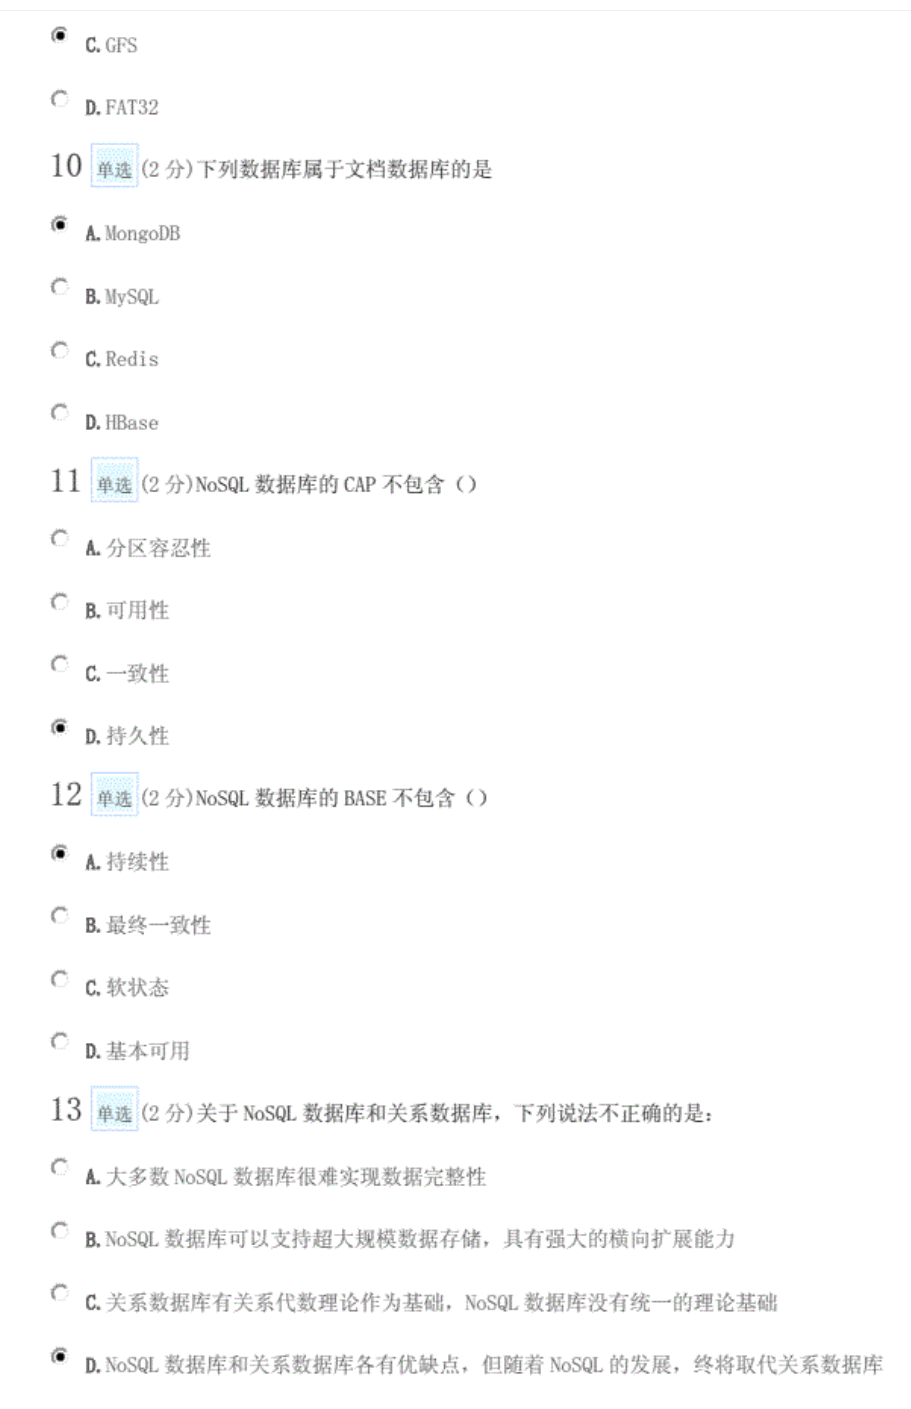 C. GFS
D. FAT32
10 单选 (2 分)下列数据库属于文档数据库的是
A. MongoDB
B. MySQL
C. Redis
D. HBase
11 单选 (2 分)NoSQL 数据库的 CAP 不包含（）
A. 分区容忍性
B. 可用性
C. 一致性
D. 持久性
12 单选 (2 分)NoSQL 数据库的 BASE 不包含（）
A. 持续性
B. 最终一致性
C. 软状态
D. 基本可用
13 单选 (2 分)关于 NoSQL 数据库和关系数据库，下列说法不正确的是：
A. 大多数 NoSQL 数据库很难实现数据完整性
B. NoSQL 数据库可以支持超大规模数据存储，具有强大的横向扩展能力
C. 关系数据库有关系代数理论作为基础，NoSQL 数据库没有统一的理论基础
D. NoSQL 数据库和关系数据库各有优缺点，但随着 NoSQL 的发展，终将取代关系数据库